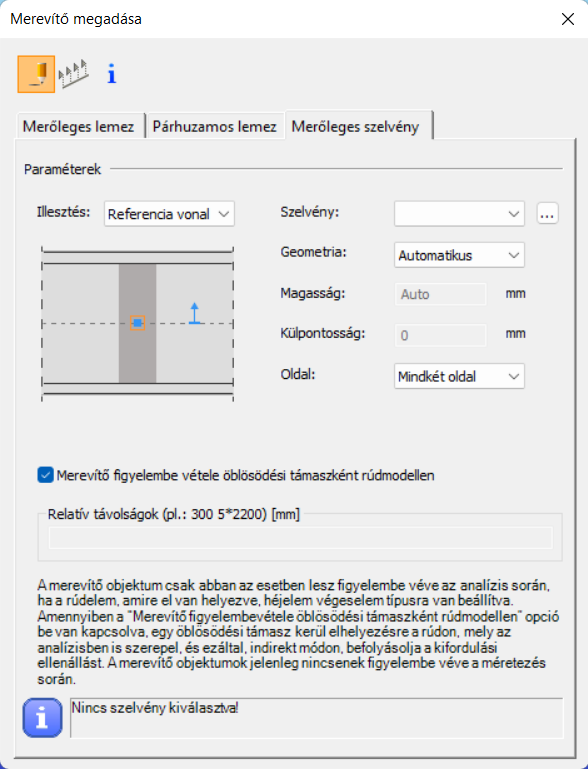 Merevítő megadása
Merőleges lemez
Párhuzamos lemez
Merőleges szelvény
Paraméterek
Illesztés:
Referencia vonal
Szelvény:
...
Geometria:
Automatikus
Magasság:
Auto
mm
Külpontosság:
0
mm
Oldal:
Mindkét oldal
Merevítő figyelembe vétele öblösödési támaszként rúdmodellen
Relatív távolságok (pl.: 300 5*2200) [mm]
A merevítő objektum csak abban az esetben lesz figyelembe véve az analízis során,
ha a rúdelem, amire el van helyezve, héjelem végeselem típusra van beállítva.
Amennyiben a "Merevítő figyelembevétele öblösödési támaszként rúdmodellen" opció
be van kapcsolva, egy öblösödési támasz kerül elhelyezésre a rúdon, mely az
analízisben is szerepel, és ezáltal, indirekt módon, befolyásolja a kifordulási
ellenállást. A merevítő objektumok jelenleg nincsenek figyelembe véve a méretezés
során.
Nincs szelvény kiválasztva!